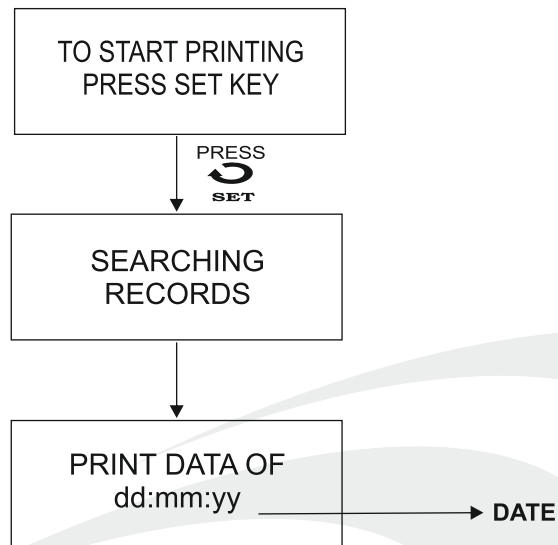 TO START PRINTING
PRESS SET KEY
PRESS
SET
SEARCHING
RECORDS
PRINT DATA OF
dd:mm:yy
DATE